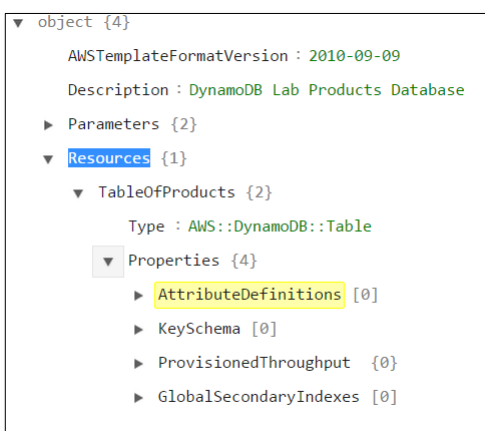 object {4}
AWSTemplateFormatVersion : 2010-09-09
Description : DynamoDB Lab Products Database
Parameters {2}
Resources {1}
TableOfProducts {2}
Type : AWS::DynamoDB::Table
Properties {4}
AttributeDefinitions [0]
KeySchema [0]
ProvisionedThroughput {0}
GlobalSecondaryIndexes [0]